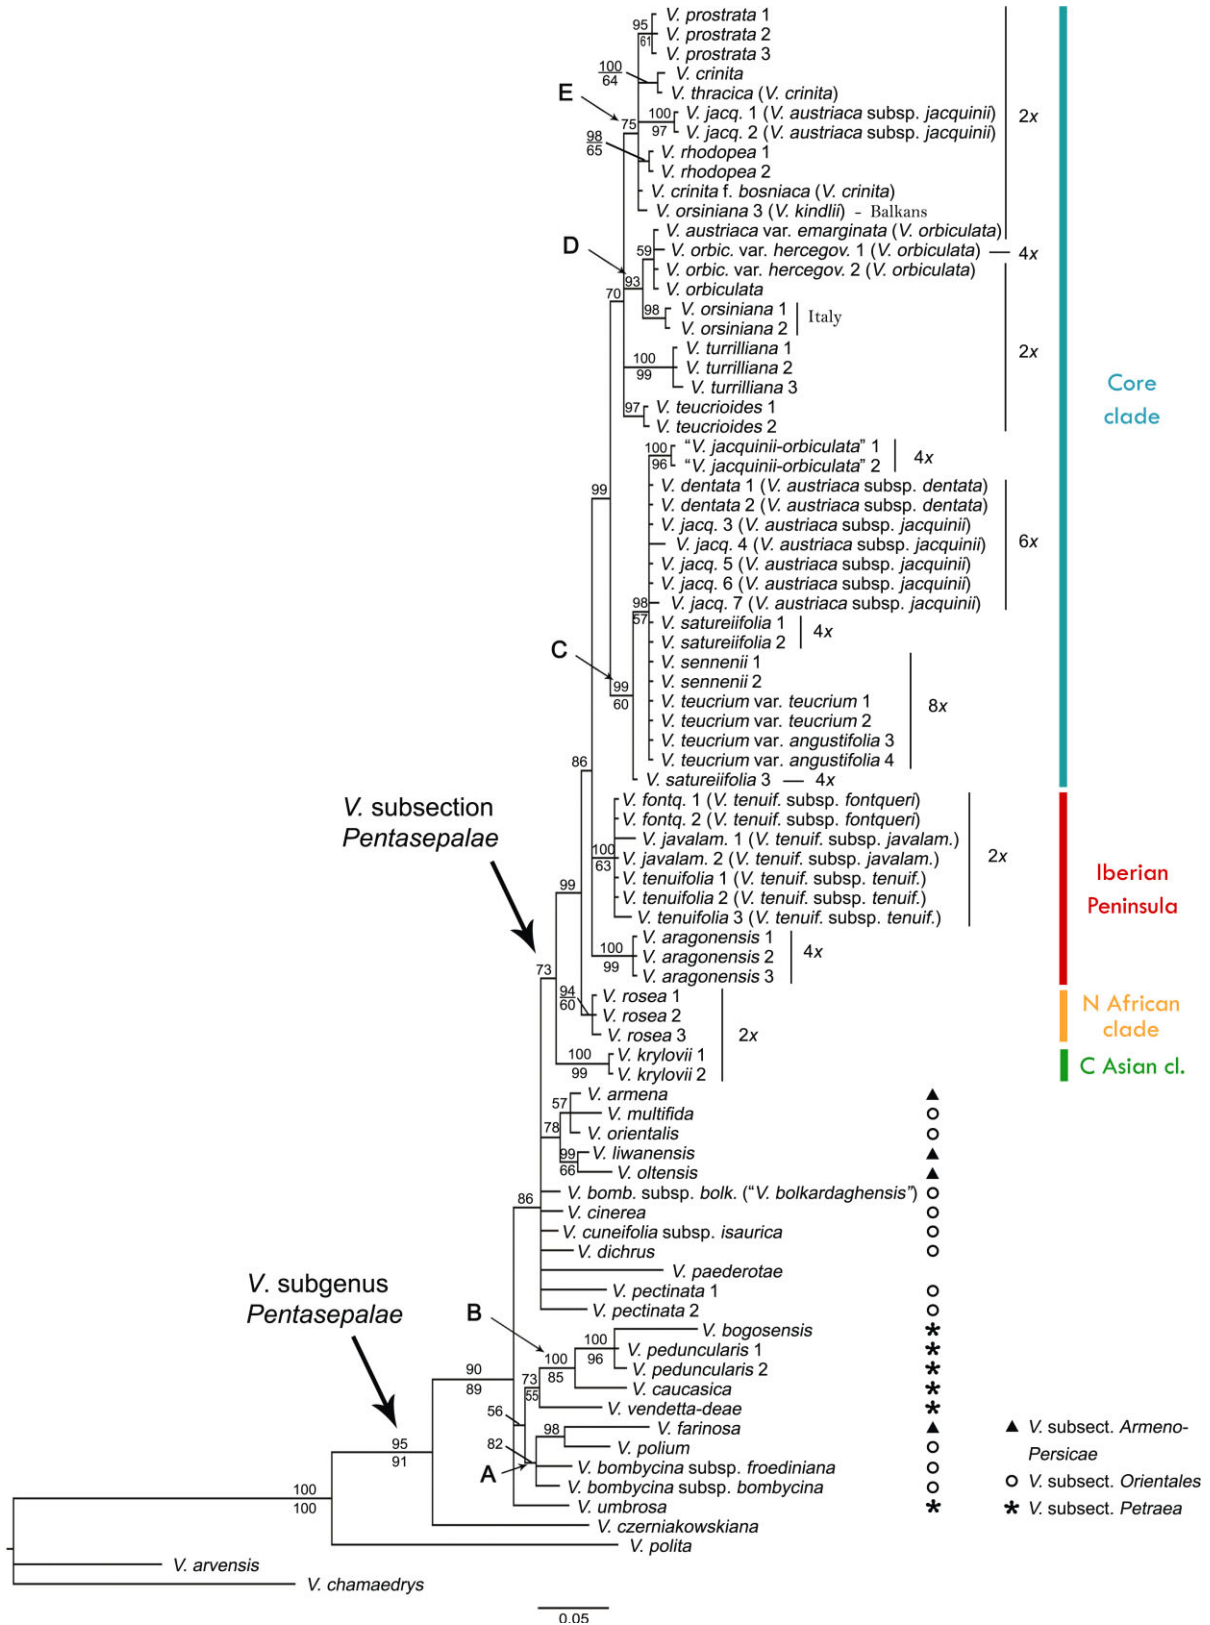 95
61
V. prostrata 1
V. prostrata 2
V. prostrata 3
100
64
V. crinita
V. thracica (V. crinita)
E
75
100
97
V. jacq. 1 (V. austriaca subsp. jacquinii)
V. jacq. 2 (V. austriaca subsp. jacquinii)
2x
98
65
V. rhodopea 1
V. rhodopea 2
V. crinita f. bosniaca (V. crinita)
V. orsiniana 3 (V. kindlii) - Balkans
D
70
93
59
V. austriaca var. emarginata (V. orbiculata)
V. orbic. var. hercegov. 1 (V. orbiculata)
4x
V. orbic. var. hercegov. 2 (V. orbiculata)
V. orbiculata
98
V. orsiniana 1
V. orsiniana 2
Italy
100
99
V. turrilliana 1
V. turrilliana 2
V. turrilliana 3
2x
97
V. teucrioides 1
V. teucrioides 2
Core
clade
99
100
96
"V. jacquinii-orbiculata" 1
"V. jacquinii-orbiculata" 2
4x
V. dentata 1 (V. austriaca subsp. dentata)
V. dentata 2 (V. austriaca subsp. dentata)
V. jacq. 3 (V. austriaca subsp. jacquinii)
V. jacq. 4 (V. austriaca subsp. jacquinii)
6x
V. jacq. 5 (V. austriaca subsp. jacquinii)
V. jacq. 6 (V. austriaca subsp. jacquinii)
V. jacq. 7 (V. austriaca subsp. jacquinii)
98
57
V. satureiifolia 1
V. satureiifolia 2
4x
C
99
60
V. sennenii 1
V. sennenii 2
V. teucrium var. teucrium 1
V. teucrium var. teucrium 2
V. teucrium var. angustifolia 3
V. teucrium var. angustifolia 4
8x
V. satureiifolia 3
4x
86
V. subsection
Pentasepalae
100
63
V. fontq. 1 (V. tenuif. subsp. fontqueri)
V. fontq. 2 (V. tenuif. subsp. fontqueri)
V. javalam. 1 (V. tenuif. subsp. javalam.)
V. javalam. 2 (V. tenuif. subsp. javalam.)
V. tenuifolia 1 (V. tenuif. subsp. tenuif.)
V. tenuifolia 2 (V. tenuif. subsp. tenuif.)
V. tenuifolia 3 (V. tenuif. subsp. tenuif.)
2x
Iberian
Peninsula
99
100
99
V. aragonensis 1
V. aragonensis 2
V. aragonensis 3
4x
73
94
60
V. rosea 1
V. rosea 2
V. rosea 3
2x
N African
clade
100
99
V. krylovii 1
V. krylovii 2
C Asian cl.
57
V. armena
V. multifida
V. orientalis
78
99
66
V. liwanensis
V. oltensis
86
V. bomb. subsp. bolk. ("V. bolkardaghensis")
V. cinerea
V. cuneifolia subsp. isaurica
V. dichrus
V. paederotae
V. pectinata 1
V. pectinata 2
V. subgenus
Pentasepalae
B
100
85
100
96
V. bogosensis
V. peduncularis 1
V. peduncularis 2
V. caucasica
73
55
V. vendetta-deae
90
89
56
82
A
98
V. farinosa
V. polium
V. bombycina subsp. froediniana
V. bombycina subsp. bombycina
V. umbrosa
▲ V. subsect. Armeno-
Persicae
V. subsect. Orientales
* V. subsect. Petraea
95
91
V. czerniakowskiana
100
100
V. polita
V. arvensis
V. chamaedrys
0.05